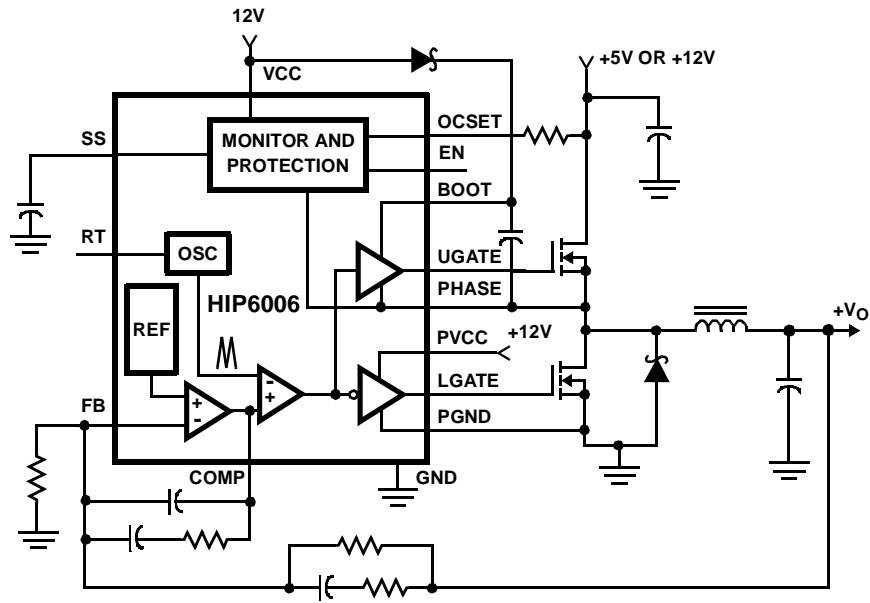 12V
VCC
+5V OR +12V
SS
MONITOR AND
PROTECTION
OCSET
EN
BOOT
RT
OSC
UGATE
HIP6006
PHASE
REF
+VO
PVCC
+12V
LGATE
FB
+
-
-
+
PGND
COMP
GND